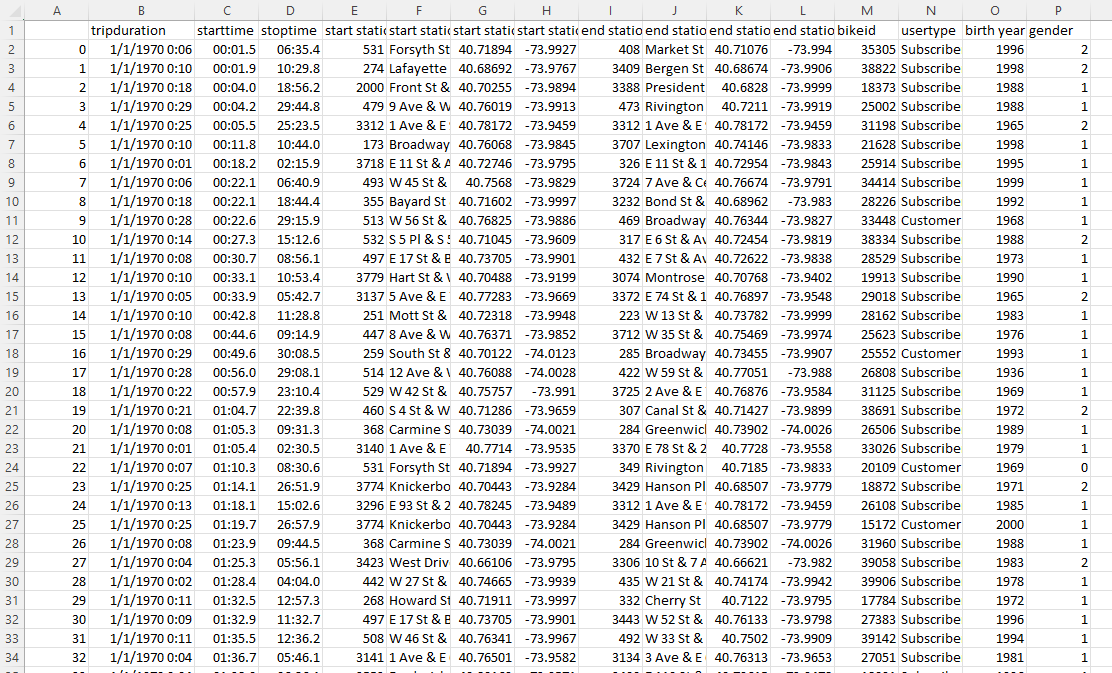 A B C D E F G H I J K L M N O P
1 tripduration starttime stoptime start statio start statio start statio start statio end station end station end station end station bikeid usertype birth year gender
2 0 1/1/1970 0:06 00:01.5 06:35.4 531 Forsyth St 40.71894 -73.9927 408 Market St 40.71076 -73.994 35305 Subscribe 1996 2
3 1 1/1/1970 0:10 00:01.9 10:29.8 274 Lafayette 40.68692 -73.9767 3409 Bergen St 40.68674 -73.9906 38822 Subscribe 1998 2
4 2 1/1/1970 0:18 00:04.0 18:56.2 2000 Front St & 40.70255 -73.9894 3388 President 40.6828 -73.9999 18373 Subscribe 1988 1
5 3 1/1/1970 0:29 00:04.2 29:44.8 479 9 Ave & W 40.76019 -73.9913 473 Rivington 40.7211 -73.9919 25002 Subscribe 1988 1
6 4 1/1/1970 0:25 00:05.5 25:23.5 3312 1 Ave & E 40.78172 -73.9459 3312 1 Ave & E 40.78172 -73.9459 31198 Subscribe 1965 2
7 5 1/1/1970 0:10 00:11.8 10:44.0 173 Broadway 40.76068 -73.9845 3707 Lexington 40.74146 -73.9833 21628 Subscribe 1998 1
8 6 1/1/1970 0:01 00:18.2 02:15.9 3718 E 11 St & A 40.72746 -73.9795 326 E 11 St & 1 40.72954 -73.9843 25914 Subscribe 1995 1
9 7 1/1/1970 0:06 00:22.1 06:40.9 493 W 45 St & 40.7568 -73.9829 3724 7 Ave & Ce 40.76674 -73.9791 34414 Subscribe 1999 1
10 8 1/1/1970 0:18 00:22.1 18:44.4 355 Bayard St 40.71602 -73.9997 3232 Bond St & 40.68962 -73.983 28226 Subscribe 1992 1
11 9 1/1/1970 0:28 00:22.6 29:15.9 513 W 56 St & 40.76825 -73.9886 469 Broadway 40.76344 -73.9827 33448 Customer 1968 1
12 10 1/1/1970 0:14 00:27.3 15:12.6 532 S 5 Pl & S 5 40.71045 -73.9609 317 E 6 St & Av 40.72454 -73.9819 38334 Subscribe 1988 2
13 11 1/1/1970 0:08 00:30.7 08:56.1 497 E 17 St & B 40.73705 -73.9901 432 E 7 St & Av 40.72622 -73.9838 28529 Subscribe 1973 1
14 12 1/1/1970 0:10 00:33.1 10:53.4 3779 Hart St & 40.70488 -73.9199 3074 Montrose 40.70768 -73.9402 19913 Subscribe 1990 1
15 13 1/1/1970 0:05 00:33.9 05:42.7 3137 5 Ave & E 40.77283 -73.9669 3372 E 74 St & 1 40.76897 -73.9548 29018 Subscribe 1965 2
16 14 1/1/1970 0:10 00:42.8 11:28.8 251 Mott St & 40.72318 -73.9948 223 W 13 St & 40.73782 -73.9999 28162 Subscribe 1983 1
17 15 1/1/1970 0:08 00:44.6 09:14.9 447 8 Ave & W 40.76371 -73.9852 3712 W 35 St & 40.75469 -73.9974 25623 Subscribe 1976 1
18 16 1/1/1970 0:29 00:49.6 30:08.5 259 South St & 40.70122 -74.0123 285 Broadway 40.73455 -73.9907 25552 Customer 1993 1
19 17 1/1/1970 0:28 00:56.1 29:08.1 514 12 Ave & 40.76088 -74.0028 422 W 59 St & 40.77051 -73.988 26808 Subscribe 1936 1
20 18 1/1/1970 0:22 00:57.9 23:10.4 529 W 42 St & 40.75757 -73.991 3725 2 Ave & E 40.76876 -73.9584 31125 Subscribe 1969 1
21 19 1/1/1970 0:21 01:04.7 22:39.8 460 S 4 St & W 40.71286 -73.9659 307 Canal St & 40.71427 -73.9899 38691 Subscribe 1972 2
22 20 1/1/1970 0:08 01:05.3 09:31.3 368 Carmine S 40.73039 -74.0021 284 Greenwicl 40.73902 -74.0026 26506 Subscribe 1989 1
23 21 1/1/1970 0:01 01:05.4 02:30.5 3140 1 Ave & E 40.7714 -73.9535 3370 E 78 St & 2 40.7728 -73.9558 33026 Subscribe 1979 1
24 22 1/1/1970 0:07 01:10.3 08:30.6 531 Forsyth St 40.71894 -73.9927 349 Rivington 40.7185 -73.9833 20109 Customer 1969 0
25 23 1/1/1970 0:25 01:14.1 26:51.9 3774 Knickerbo 40.70443 -73.9284 3429 Hanson Pl 40.68507 -73.9779 18872 Subscribe 1971 2
26 24 1/1/1970 0:13 01:18.1 15:02.6 3296 E 93 St & 2 40.78245 -73.9489 3312 1 Ave & E 40.78172 -73.9459 26108 Subscribe 1985 1
27 25 1/1/1970 0:25 01:19.7 26:57.9 3774 Knickerbo 40.70443 -73.9284 3429 Hanson Pl 40.68507 -73.9779 15172 Customer 2000 1
28 26 1/1/1970 0:08 01:23.9 09:44.5 368 Carmine S 40.73039 -74.0021 284 Greenwicl 40.73902 -74.0026 31960 Subscribe 1988 1
29 27 1/1/1970 0:04 01:25.3 05:56.1 3423 West Driv 40.66106 -73.9795 3306 10 St & 7 A 40.66621 -73.982 39058 Subscribe 1983 2
30 28 1/1/1970 0:02 01:28.4 04:04.0 442 W 27 St & 40.74665 -73.9939 435 W 21 St & 40.74174 -73.9942 39906 Subscribe 1978 1
31 29 1/1/1970 0:11 01:32.5 12:57.3 268 Howard St 40.71911 -73.9997 332 Cherry St 40.7122 -73.9795 17784 Subscribe 1972 1
32 30 1/1/1970 0:09 01:32.9 11:32.7 497 E 17 St & B 40.73705 -73.9901 3443 W 52 St & 40.76133 -73.9798 27383 Subscribe 1996 1
33 31 1/1/1970 0:11 01:35.5 12:36.2 508 W 46 St & 40.76341 -73.9967 492 W 33 St & 40.7502 -73.9909 39142 Subscribe 1994 1
34 32 1/1/1970 0:04 01:36.7 05:46.1 3141 1 Ave & E 40.76501 -73.9582 3134 3 Ave & E 40.76313 -73.9653 27051 Subscribe 1981 1